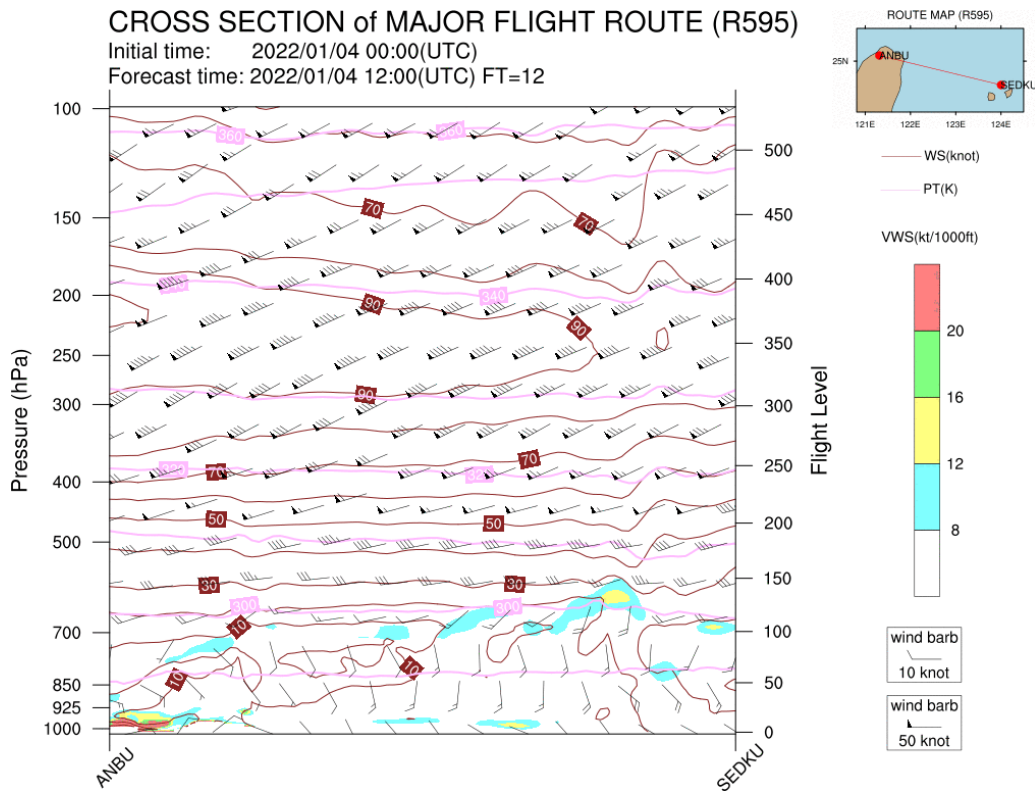 CROSS SECTION of MAJOR FLIGHT ROUTE (R595)
Initial time: 2022/01/04 00:00(UTC)
Forecast time: 2022/01/04 12:00(UTC) FT=12
ROUTE MAP (R595)
25N
ANBU
SEDKU
121E 122E 123E 124E
WS(knot)
PT(K)
VWS(kt/1000ft)
20
16
12
8
wind barb
10 knot
wind barb
50 knot
Pressure (hPa)
100
150
200
250
300
400
500
700
850
925
1000
Flight Level
500
450
400
350
300
250
200
150
100
50
0
360 360
70 70
340
90 90
90
70
70
50 50
30 30
300 300
10
10
10
ANBU
SEDKU